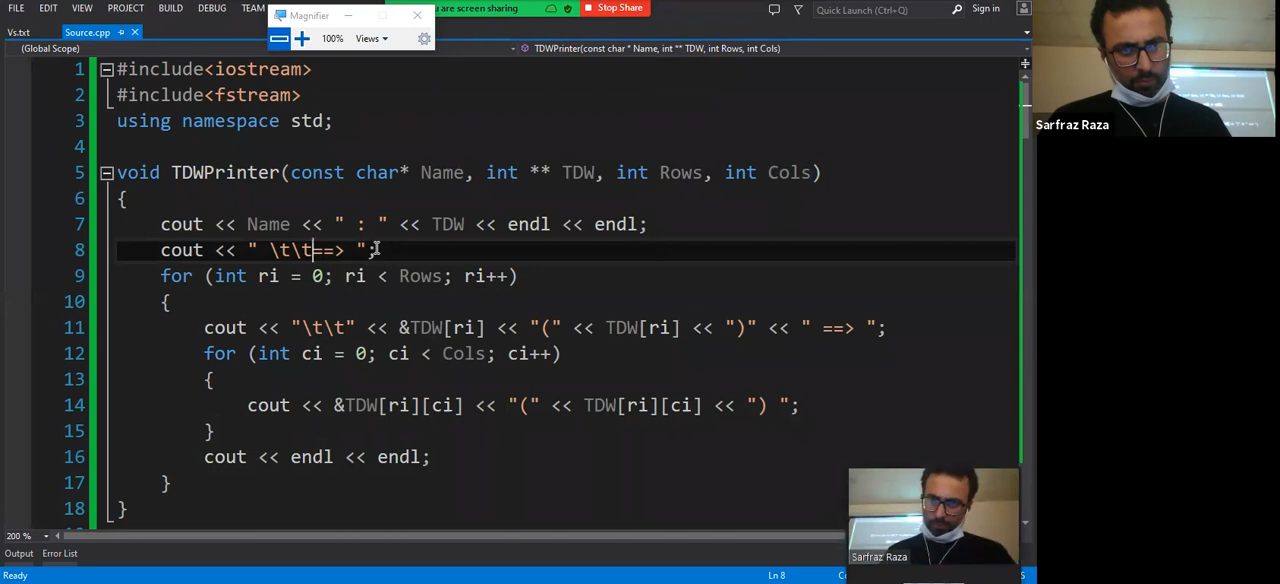 FILE EDIT VIEW PROJECT BUILD DEBUG TEAM
Magnifier
u are screen sharing
Stop Share
Quick Launch (Ctrl+Q)
Sign in
Vs.txt
Source.cpp
100%
Views
(Global Scope)
TDWPrinter(const char * Name, int ** TDW, int Rows, int Cols)
1 #include<iostream>
2 #include<fstream>
3 using namespace std;
4
5 void TDWPrinter(const char* Name, int ** TDW, int Rows, int Cols)
6 {
7 cout << Name << " : " << TDW << endl << endl;
8 cout << " \t\t==> ";
9 for (int ri = 0; ri < Rows; ri++)
10 {
11 cout << "\t\t" << &TDW[ri] << "(" << TDW[ri] << ")" << " ==> ";
12 for (int ci = 0; ci < Cols; ci++)
13 {
14 cout << &TDW[ri][ci] << "(" << TDW[ri][ci] << ") ";
15 }
16 cout << endl << endl;
17 }
18 }
200 %
Output Error List
Ready
Ln 8
Sarfraz Raza
Sarfraz Raza